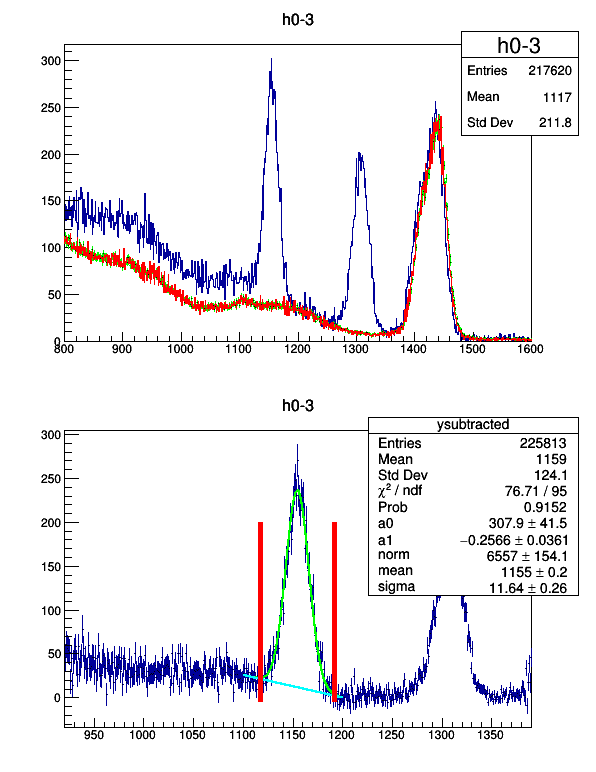 h0-3
h0-3
Entries 217620
Mean 1117
Std Dev 211.8
300
250
200
150
100
50
0
800 900 1000 1100 1200 1300 1400 1500 1600
h0-3
ysubtracted
Entries 225813
Mean 1159
Std Dev 124.1
χ² / ndf 76.71 / 95
Prob 0.9152
a0 307.9 ± 41.5
a1 −0.2566 ± 0.0361
norm 6557 ± 154.1
mean 1155 ± 0.2
sigma 11.64 ± 0.26
300
250
200
150
100
50
0
950 1000 1050 1100 1150 1200 1250 1300 1350